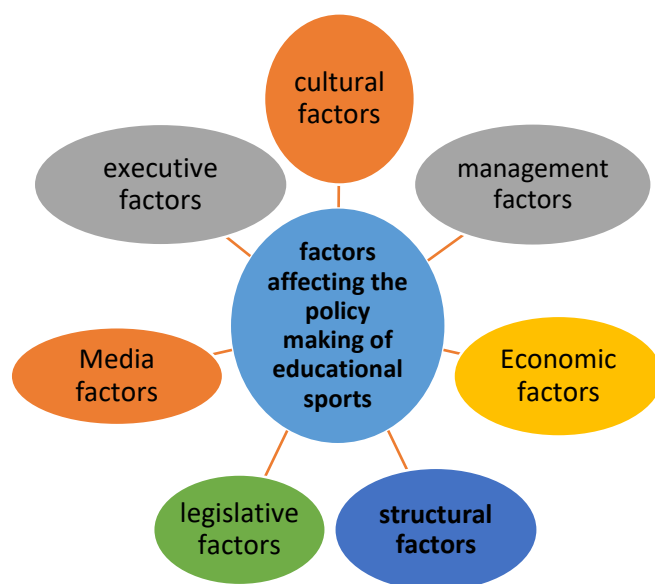 cultural
factors
executive
factors
management
factors
factors
affecting the
policy
making of
educational
sports
Media
factors
Economic
factors
legislative
factors
structural
factors